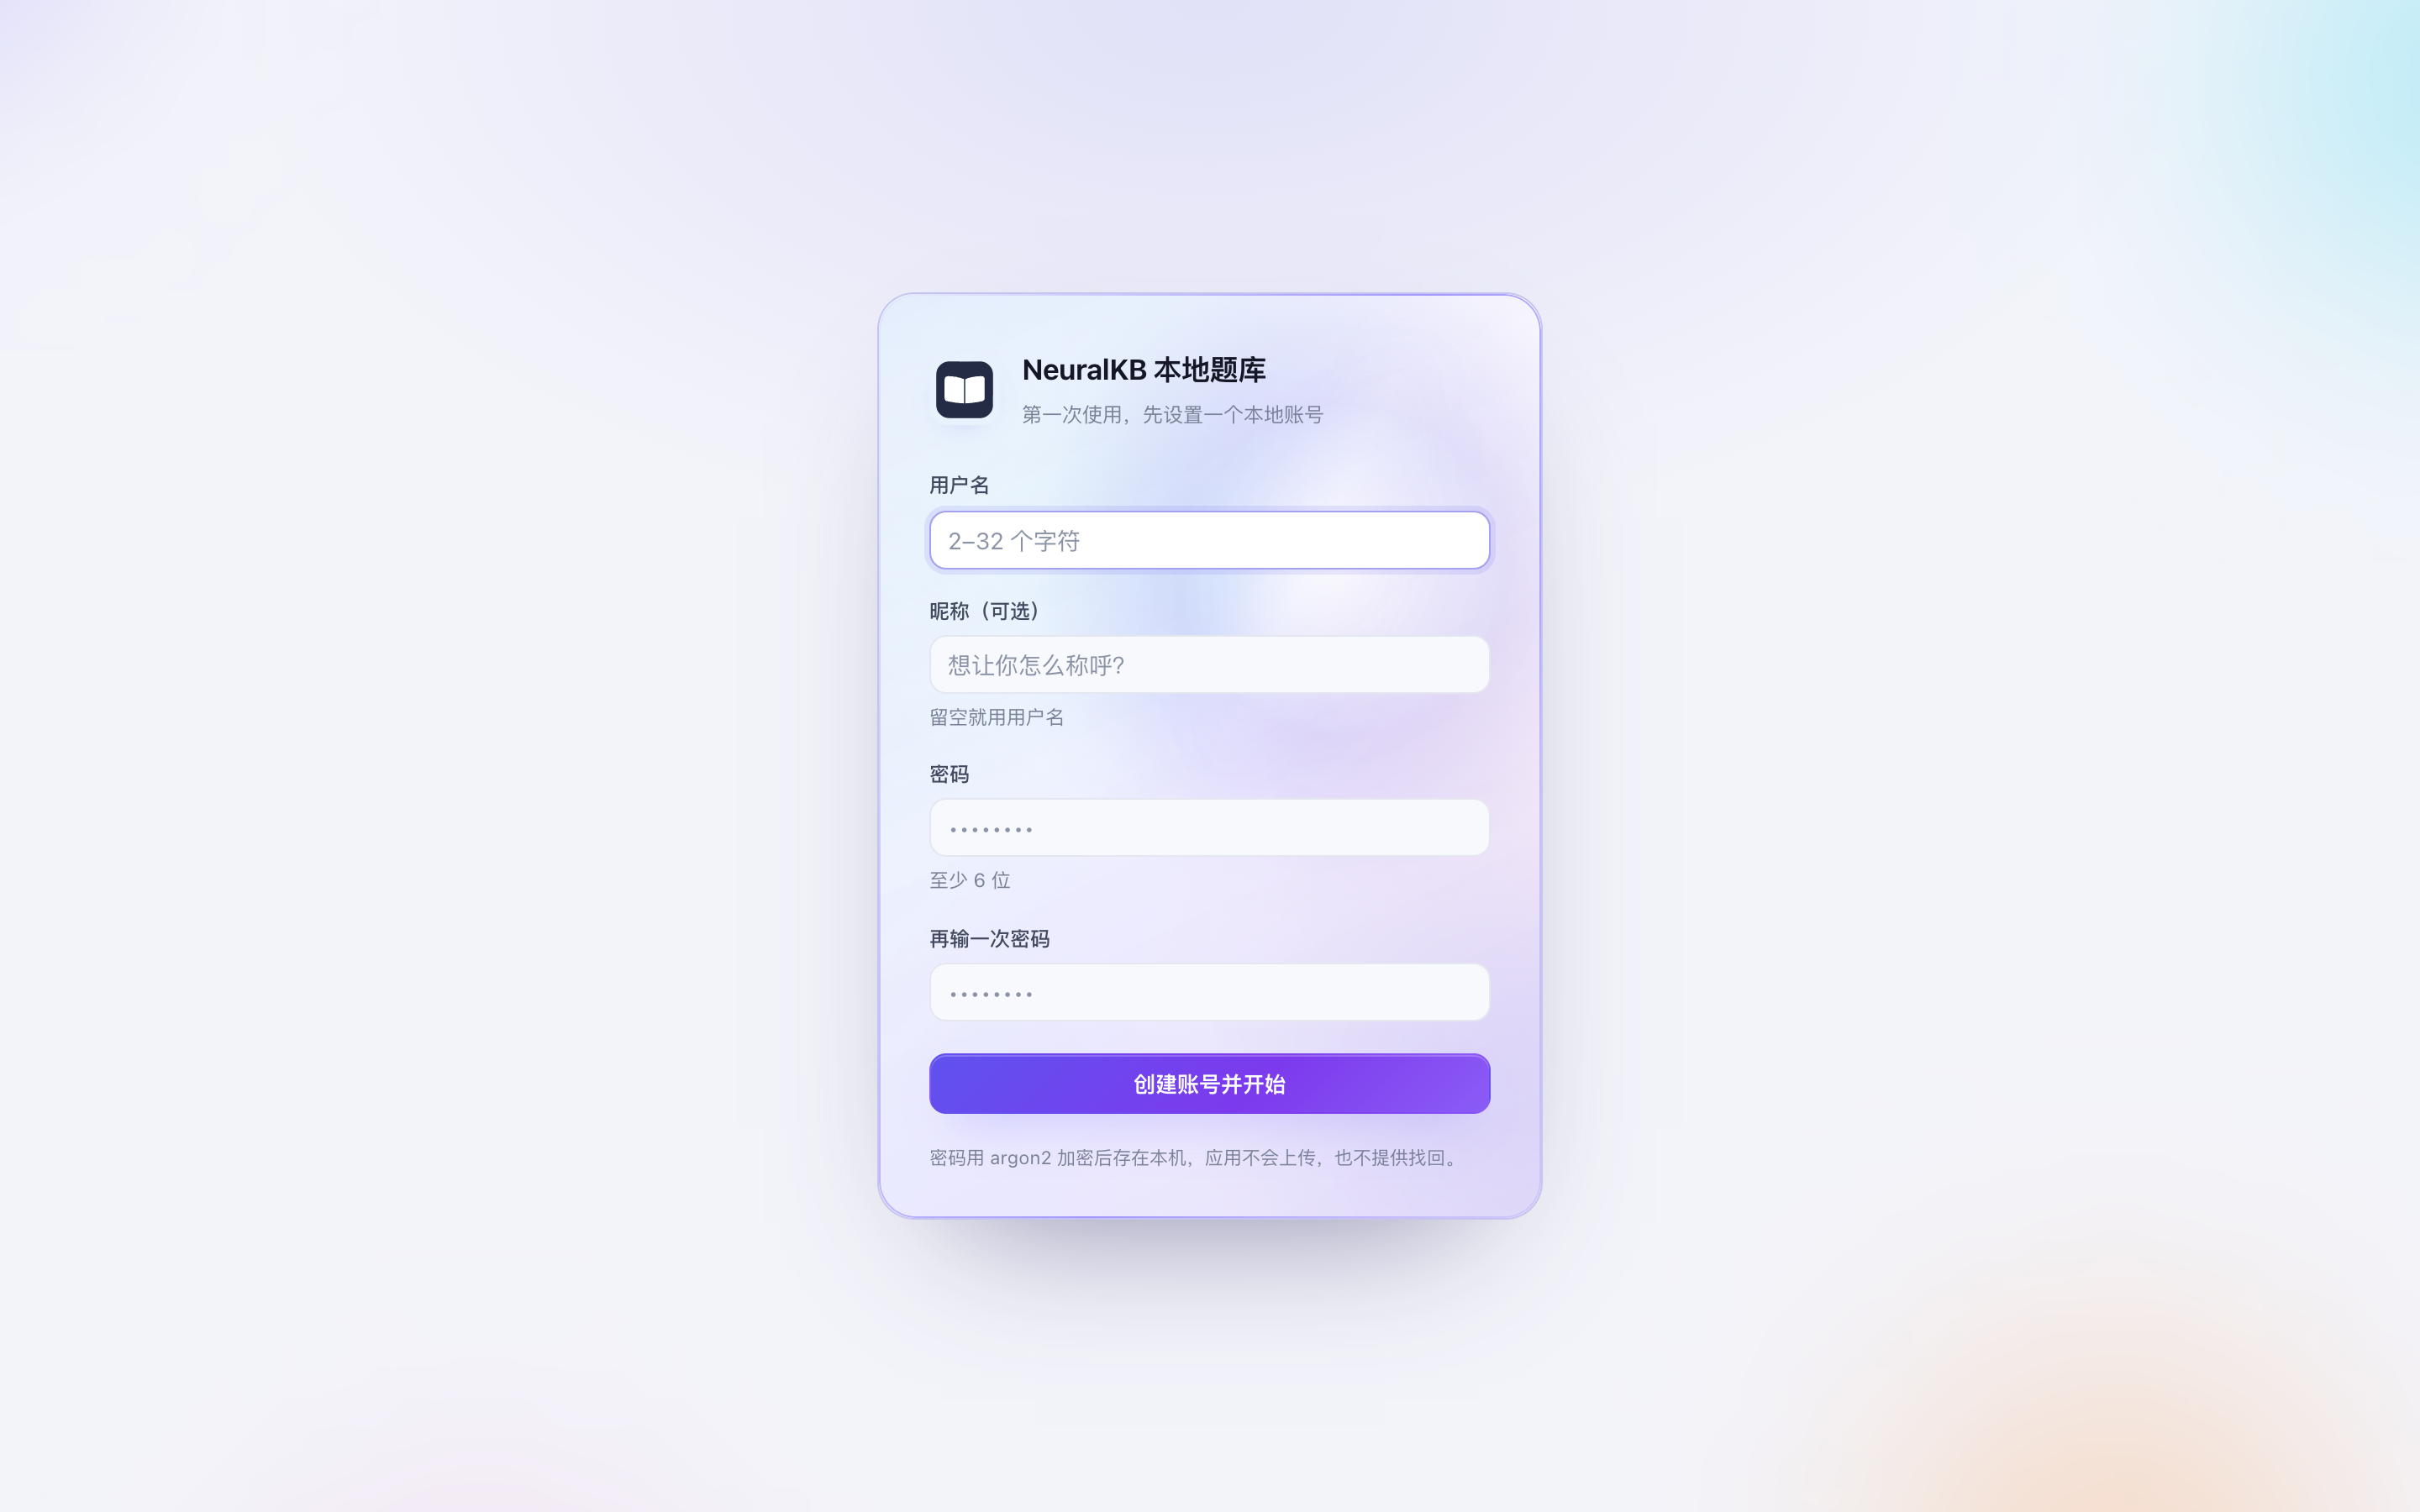 NeuralKB 本地题库
第一次使用，先设置一个本地账号
用户名
2–32 个字符
昵称（可选）
想让你怎么称呼？
留空就用用户名
密码
••••••••
至少 6 位
再输一次密码
••••••••
创建账号并开始
密码用 argon2 加密后存在本机，应用不会上传，也不提供找回。